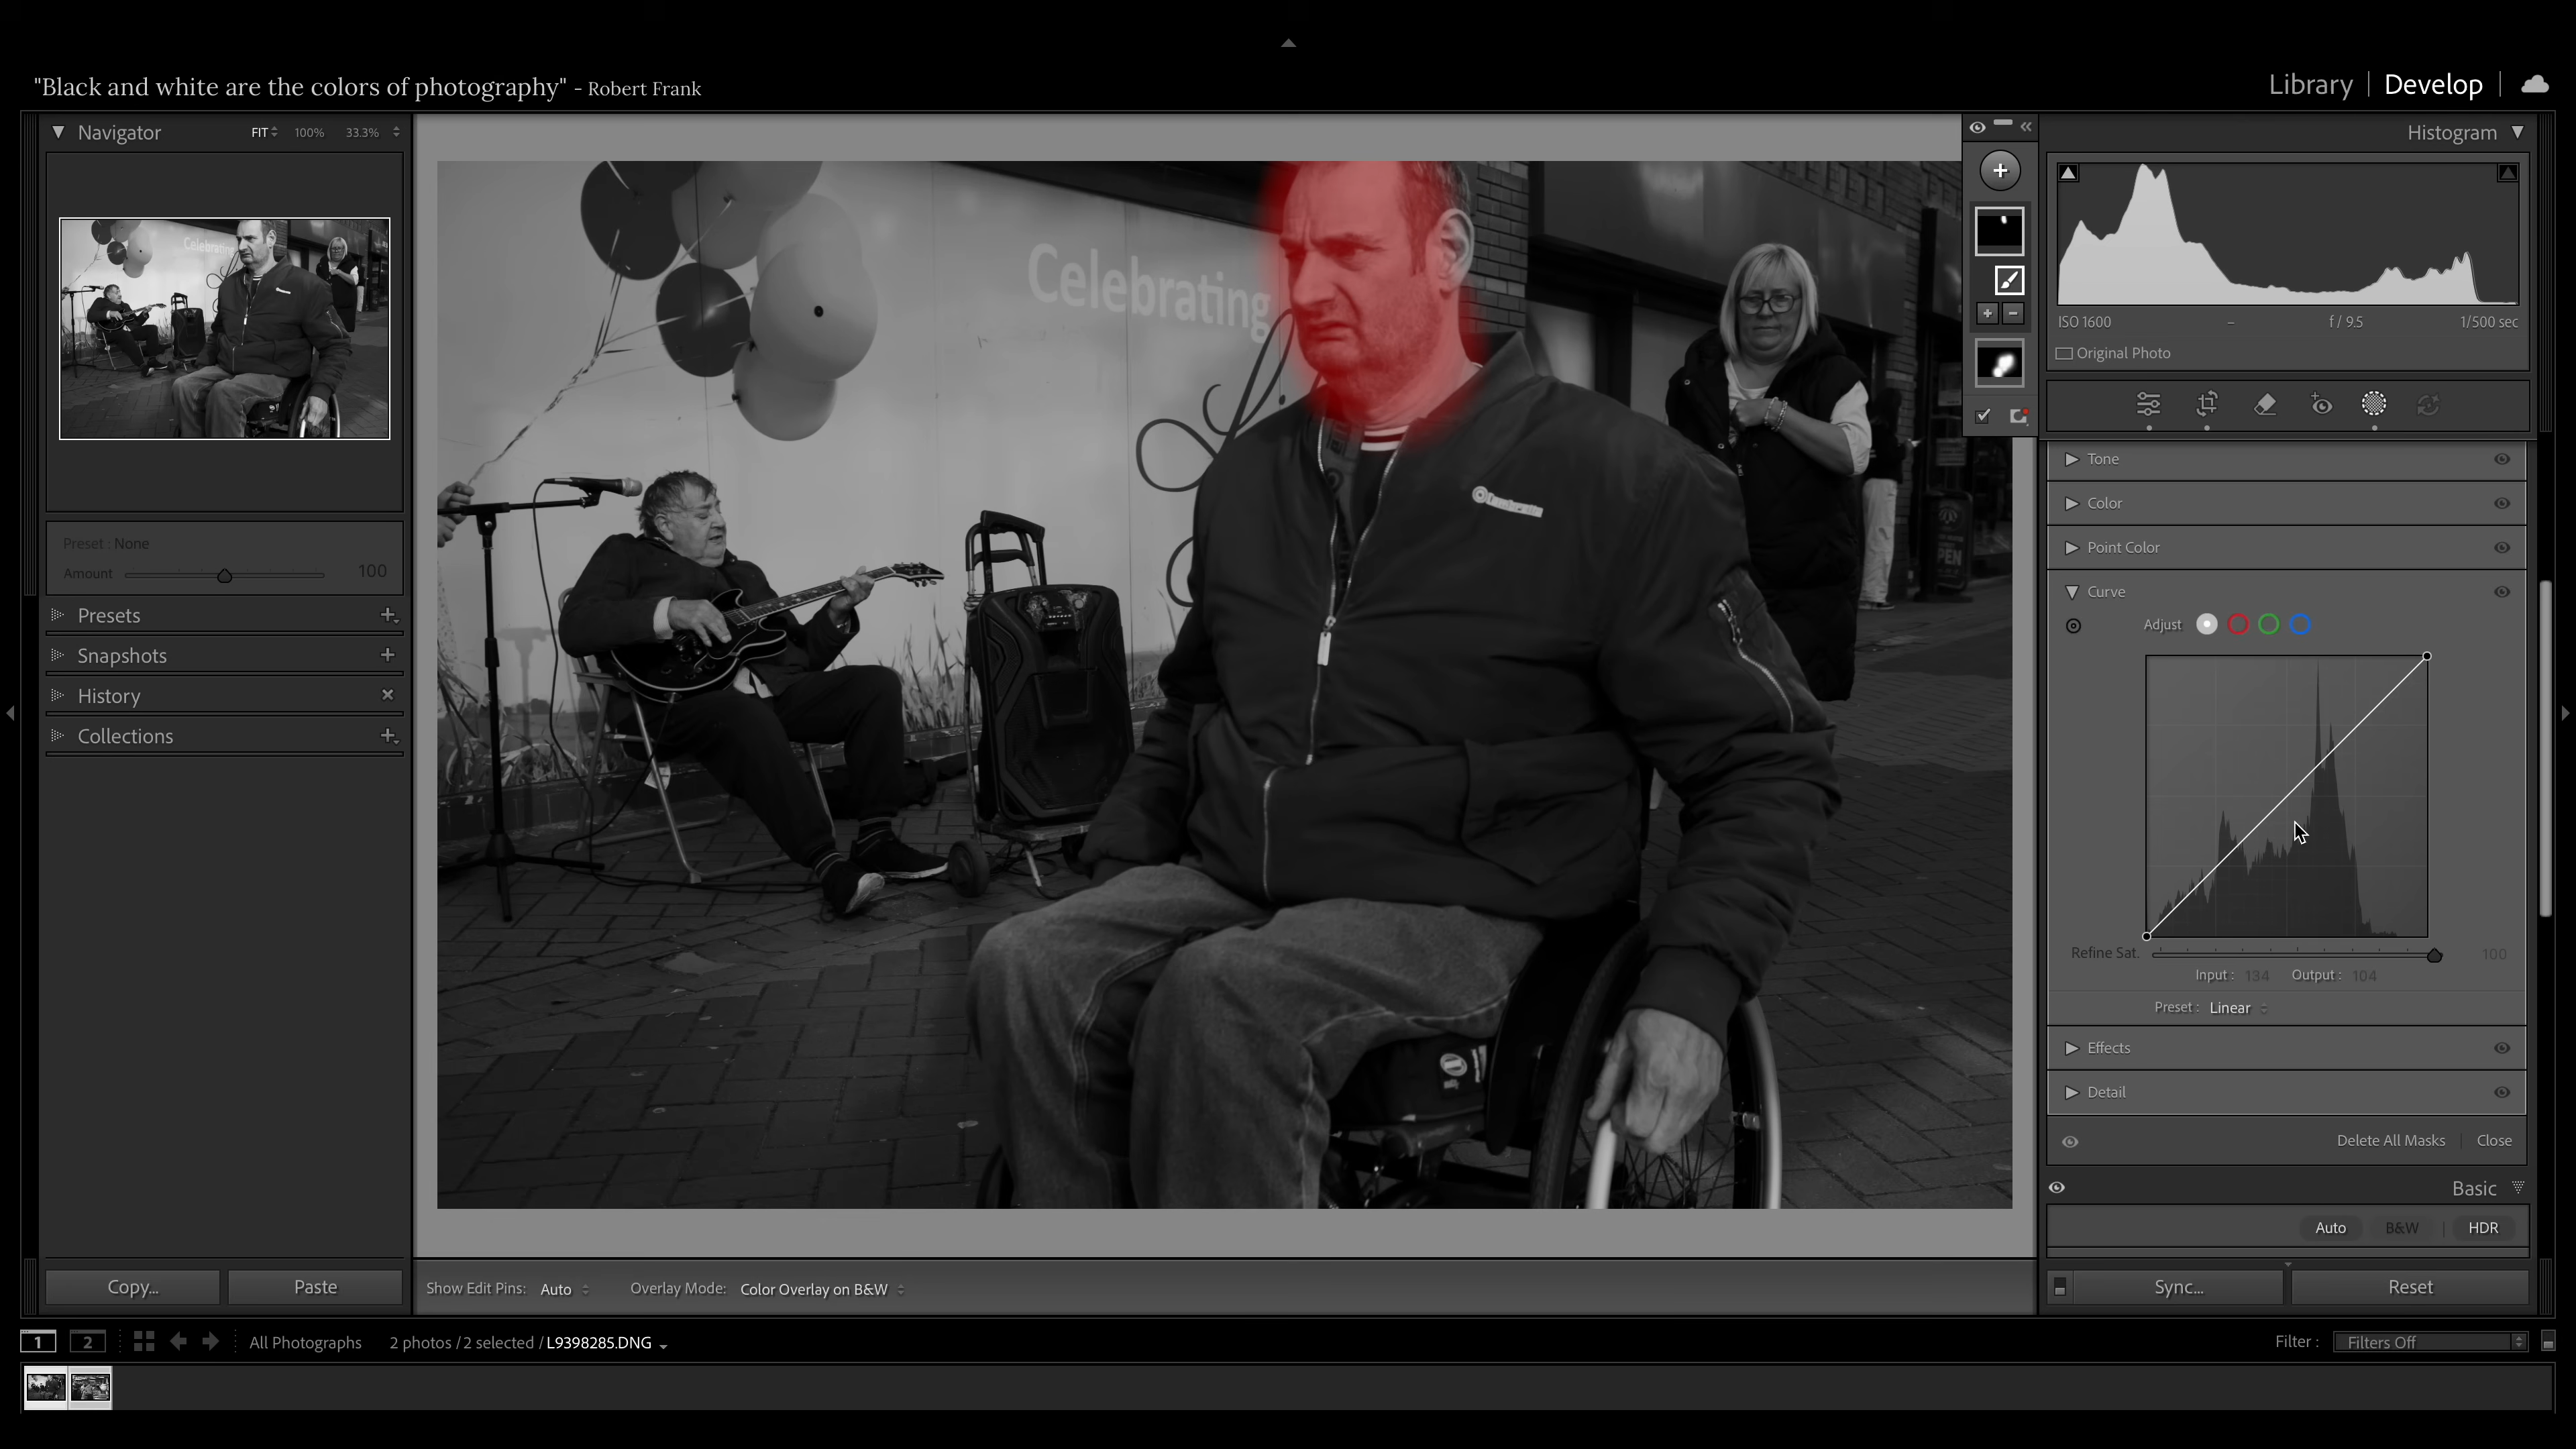 "Black and white are the colors of photography" - Robert Frank
Library | Develop |
Navigator FIT 100% 33.3%
Histogram
ISO 1600 – f / 9.5 1/500 sec
Original Photo
Celebrating
Tone
Color
Point Color
Curve
Adjust
OPEN
Preset : None
Amount 100
Presets
Snapshots
History
Collections
Refine Sat. 100
Input : 134 Output : 104
Preset : Linear
Effects
Detail
Delete All Masks Close
Basic
Auto B&W | HDR
Copy... Paste
Show Edit Pins: Auto Overlay Mode: Color Overlay on B&W
Sync... Reset
1 2 All Photographs 2 photos / 2 selected / L9398285.DNG
Filter : Filters Off